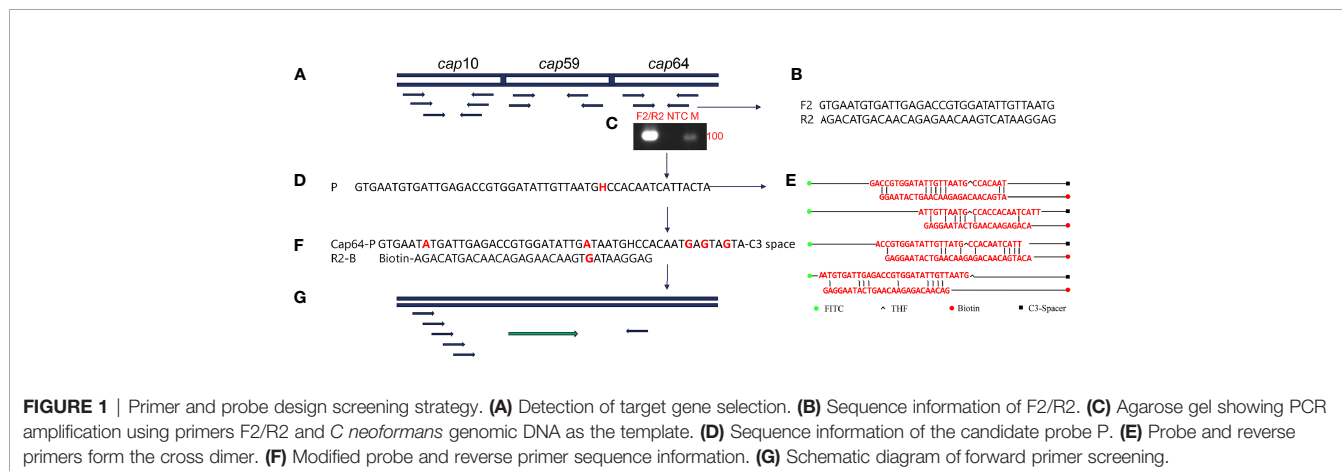 A
cap10
cap59
cap64
B
F2 GTGAATGTGATTGAGACCGTGGATATTGTTAATG
R2 AGACATGACAACAGAGAACAAGTCATAAGGAG
C
F2/R2 NTC M
100
D
P GTGAATGTGATTGAGACCGTGGATATTGTTAATGHCCACAATCATTACTA
E
GACCGTGGATATTGTTAATG^CCACAAT
GGAATACTGAACAAGAGACAACAGTA
ATTGTTAATG^CCACCACAATCATT
GAGGAATACTGAACAAGAGACA
ACCGTGGATATTGTTATG^CCACAATCATT
GAGGAATACTGAACAAGAGACAACAGTACA
AATGTGATTGAGACCGTGGATATTGTTAATG^
GAGGAATACTGAACAAGAGACAACAG
FITC ^ THF Biotin C3-Spacer
F
Cap64-P GTGAATATGATTGAGACCGTGGATATTGATAATGHCCACAATGAGTAGTA-C3 space
R2-B Biotin-AGACATGACAACAGAGAACAAGTGATAAGGAG
G
FIGURE 1 | Primer and probe design screening strategy. (A) Detection of target gene selection. (B) Sequence information of F2/R2. (C) Agarose gel showing PCR
amplification using primers F2/R2 and C neoformans genomic DNA as the template. (D) Sequence information of the candidate probe P. (E) Probe and reverse
primers form the cross dimer. (F) Modified probe and reverse primer sequence information. (G) Schematic diagram of forward primer screening.